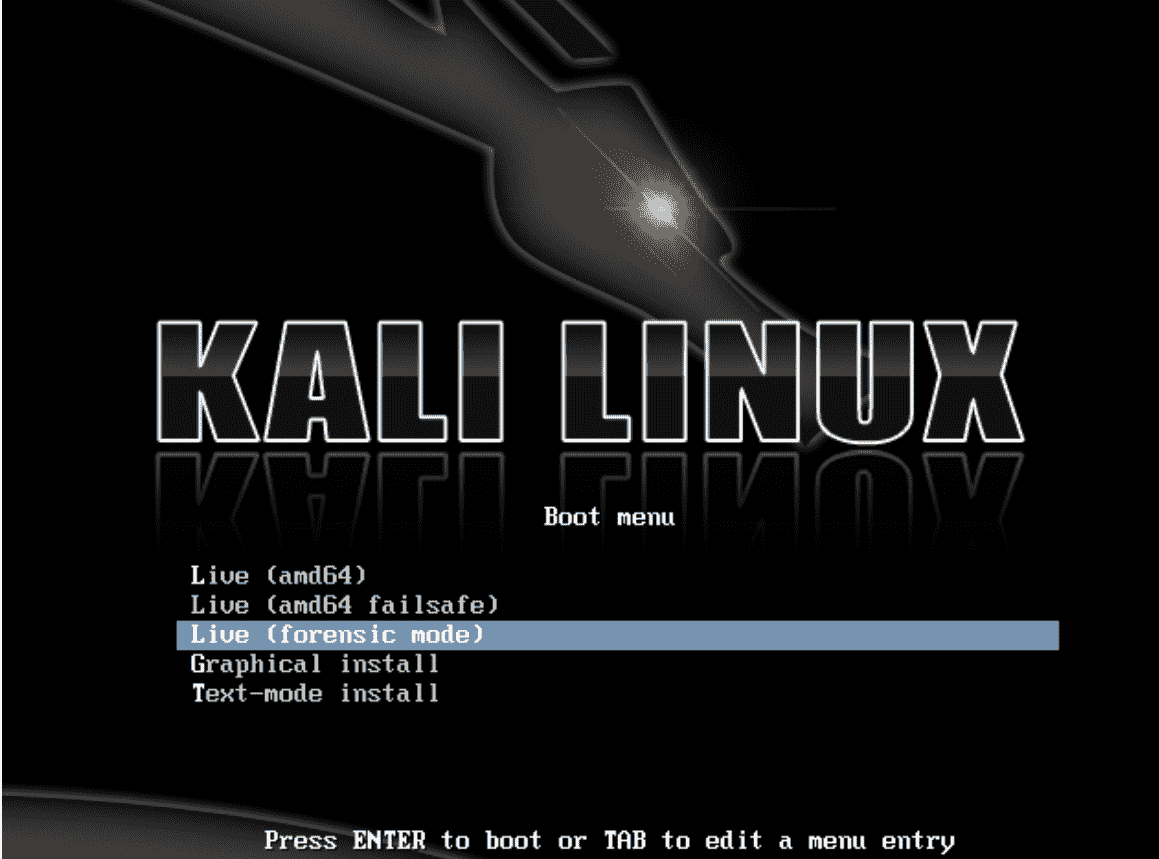 KALI LINUX
Boot menu
Live (amd64)
Live (amd64 failsafe)
Live (forensic mode)
Graphical install
Text-mode install
Press ENTER to boot or TAB to edit a menu entry